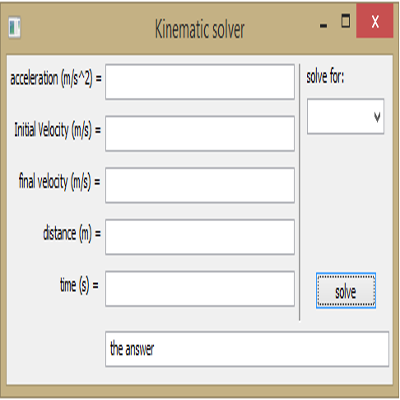 Kinematic solver
acceleration (m/s^2) =
solve for:
Initial Velocity (m/s) =
final velocity (m/s) =
distance (m) =
time (s) =
solve
the answer